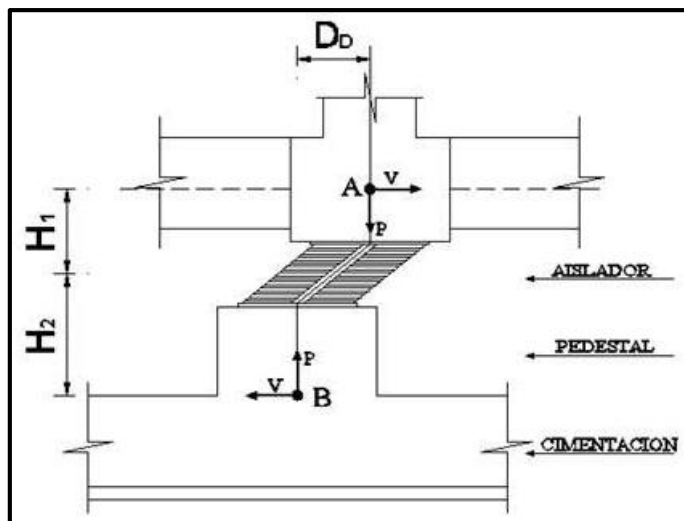 DD
A
V
P
H1
AISLADOR
H2
P
PEDESTAL
V
B
CIMENTACION